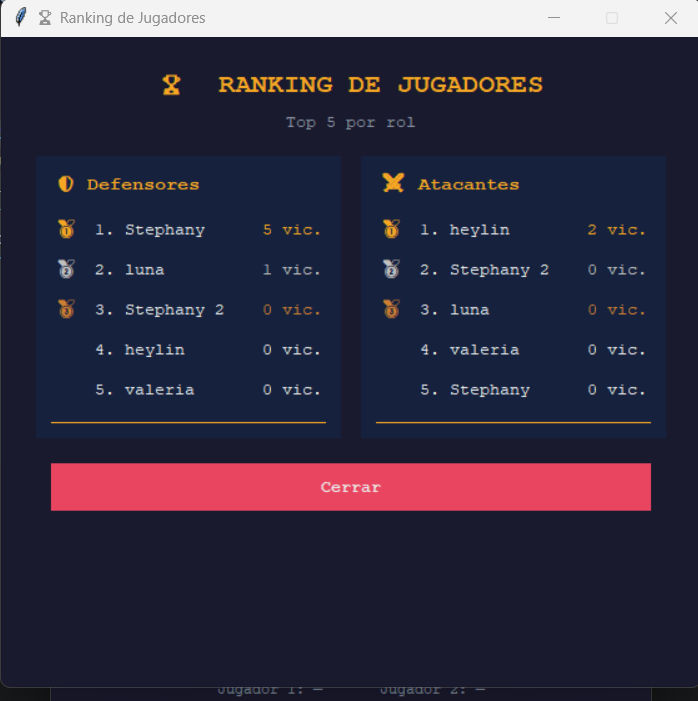 Ranking de Jugadores
RANKING DE JUGADORES
Top 5 por rol
Defensores
1. Stephany 5 vic.
2. luna 1 vic.
3. Stephany 2 0 vic.
4. heylin 0 vic.
5. valeria 0 vic.
Atacantes
1. heylin 2 vic.
2. Stephany 2 0 vic.
3. luna 0 vic.
4. valeria 0 vic.
5. Stephany 0 vic.
Cerrar
Jugador 1: — Jugador 2: —